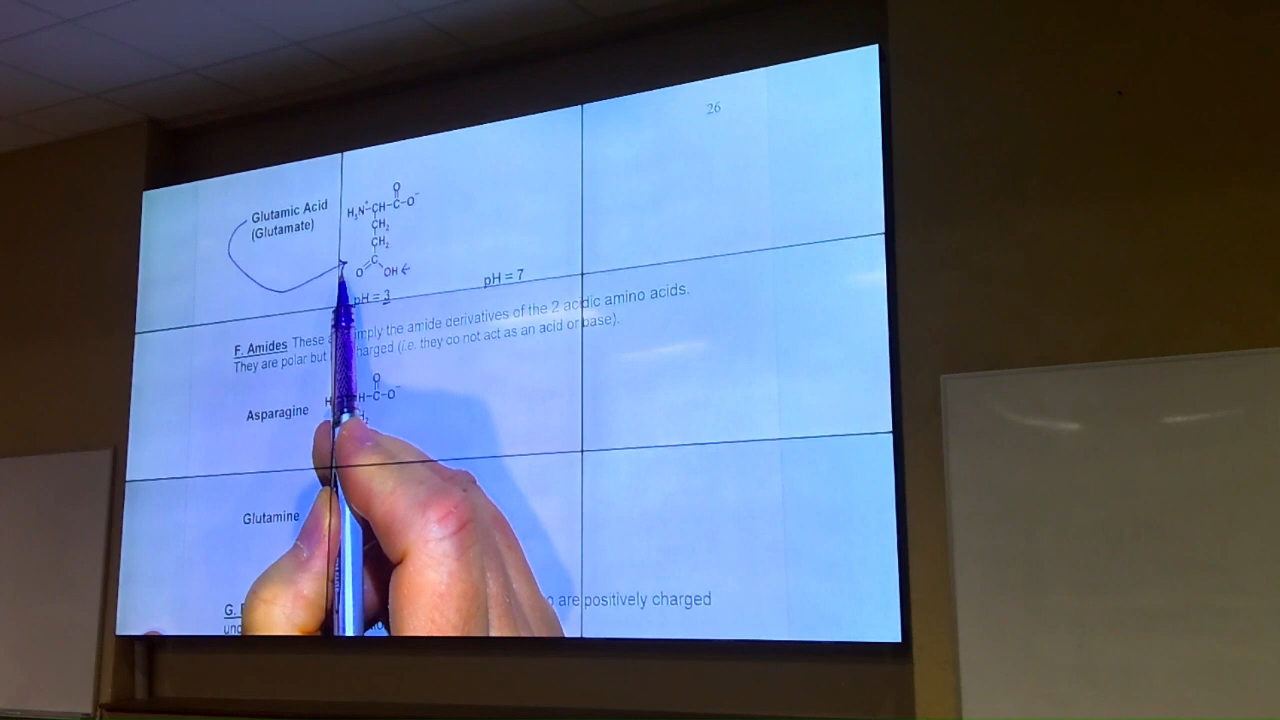 26
Glutamic Acid
(Glutamate)
O
H₃N⁺-CH-C-O⁻
CH₂
CH₂
C
O OH
pH = 3
pH = 7
F. Amides These simply the amide derivatives of the 2 acidic amino acids.
They are polar but charged (i.e. they do not act as an acid or base).
Asparagine
O
H-C-O⁻
Glutamine
G.
are positively charged